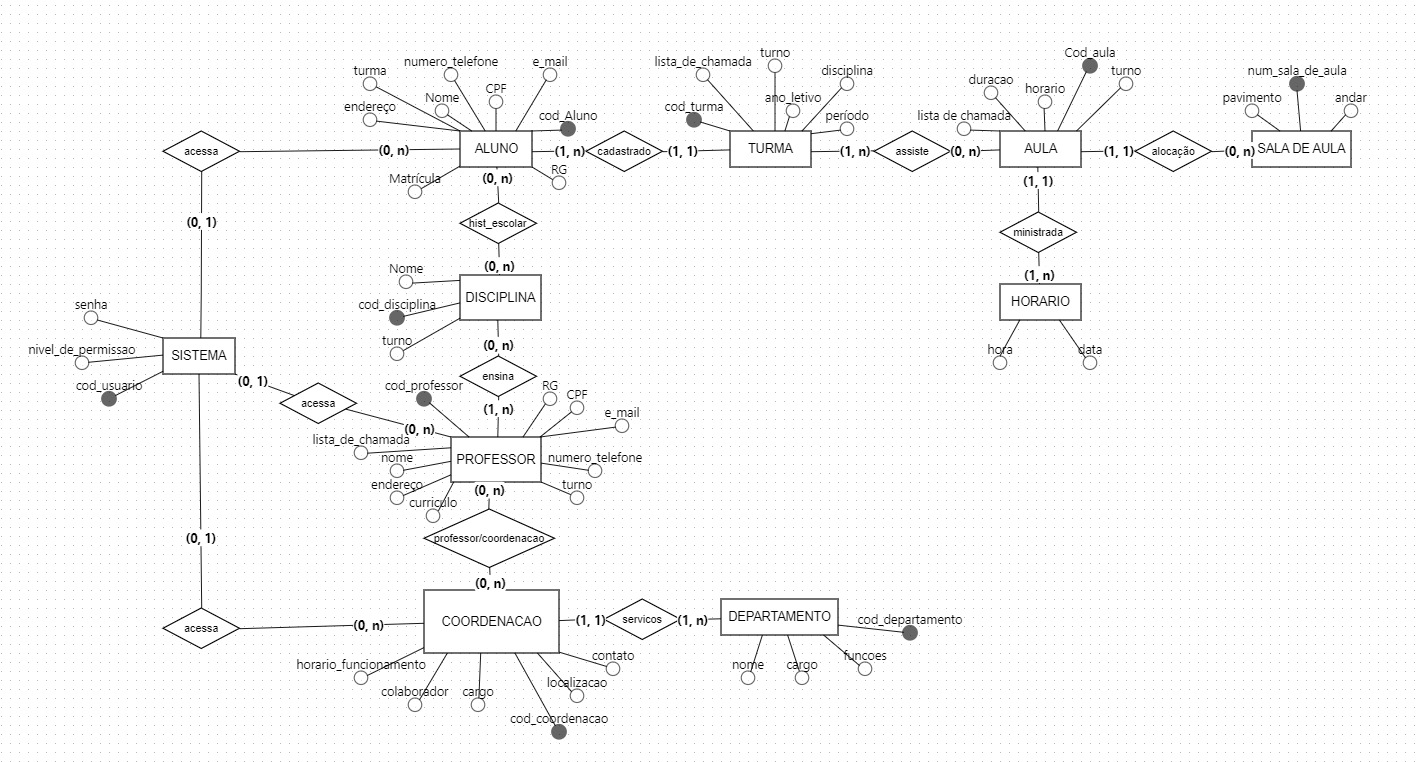 turma
numero_telefone
e_mail
endereço
Nome
CPF
cod_Aluno
acessa
(0, n)
ALUNO
(1, n)
cadastrado
(1, 1)
Matrícula
(0, n)
RG
lista_de_chamada
turno
disciplina
cod_turma
ano_letivo
período
TURMA
(1, n)
assiste
(0, n)
Cod_aula
duracao
horario
turno
lista de chamada
AULA
(1, 1)
alocação
(0, n)
num_sala_de_aula
pavimento
andar
SALA DE AULA
(1, 1)
ministrada
(1, n)
HORARIO
hora
data
(0, 1)
hist_escolar
(0, n)
Nome
cod_disciplina
DISCIPLINA
turno
(0, n)
ensina
(1, n)
senha
nivel_de_permissao
SISTEMA
cod_usuario
(0, 1)
acessa
(0, n)
cod_professor
RG
CPF
e_mail
lista_de_chamada
nome
PROFESSOR
numero_telefone
endereço
curriculo
(0, n)
turno
(0, 1)
professor/coordenacao
(0, n)
acessa
(0, n)
COORDENACAO
(1, 1)
servicos
(1, n)
DEPARTAMENTO
cod_departamento
nome
cargo
funcoes
horario_funcionamento
colaborador
cargo
cod_coordenacao
localizacao
contato